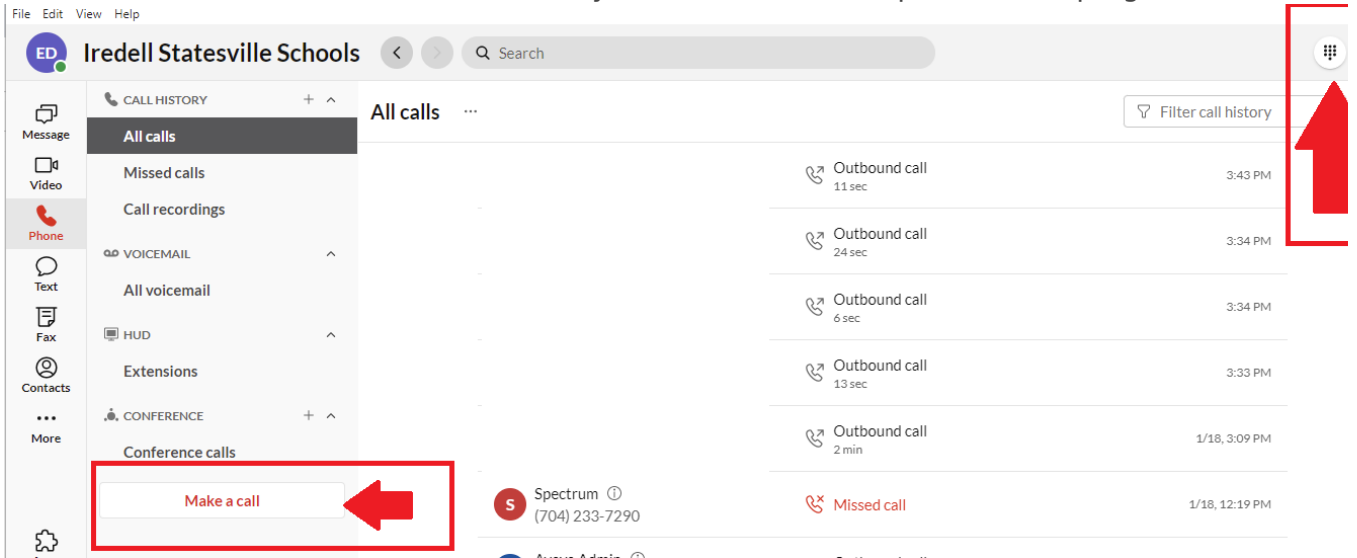 File Edit View Help
ED Iredell Statesville Schools Search
Message
Video
Phone
Text
Fax
Contacts
More
CALL HISTORY
All calls
Missed calls
Call recordings
VOICEMAIL
All voicemail
HUD
Extensions
CONFERENCE
Conference calls
Make a call
All calls ... Filter call history
Outbound call
11 sec
3:43 PM
Outbound call
24 sec
3:34 PM
Outbound call
6 sec
3:34 PM
Outbound call
13 sec
3:33 PM
Outbound call
2 min
1/18, 3:09 PM
S Spectrum
(704) 233-7290
Missed call
1/18, 12:19 PM